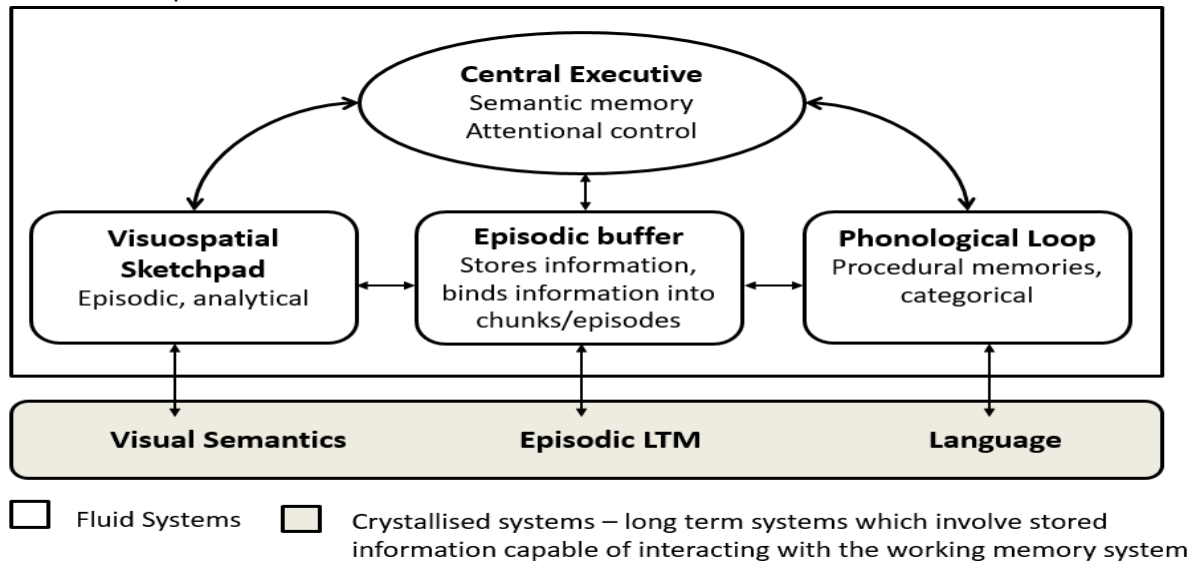 Central Executive
Semantic memory
Attentional control
Visuospatial
Sketchpad
Episodic, analytical
Episodic buffer
Stores information,
binds information into
chunks/episodes
Phonological Loop
Procedural memories,
categorical
Visual Semantics
Episodic LTM
Language
Fluid Systems
Crystallised systems – long term systems which involve stored
information capable of interacting with the working memory system